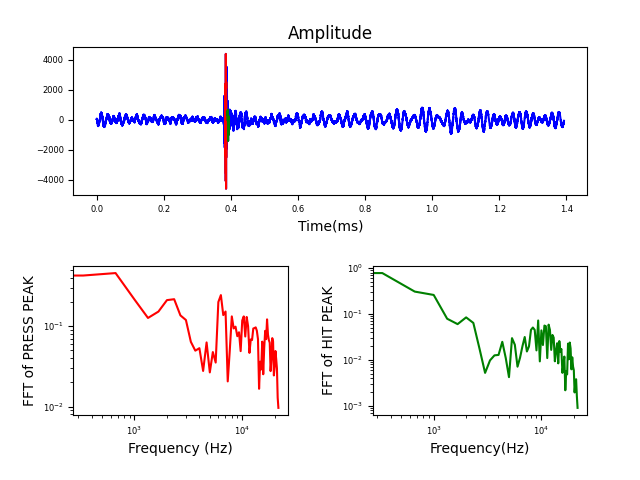 Amplitude
4000
2000
0
−2000
−4000
0.0 0.2 0.4 0.6 0.8 1.0 1.2 1.4
Time(ms)
FFT of PRESS PEAK
10⁻¹
10⁻²
10³ 10⁴
Frequency (Hz)
FFT of HIT PEAK
10⁰
10⁻¹
10⁻²
10⁻³
10³ 10⁴
Frequency(Hz)